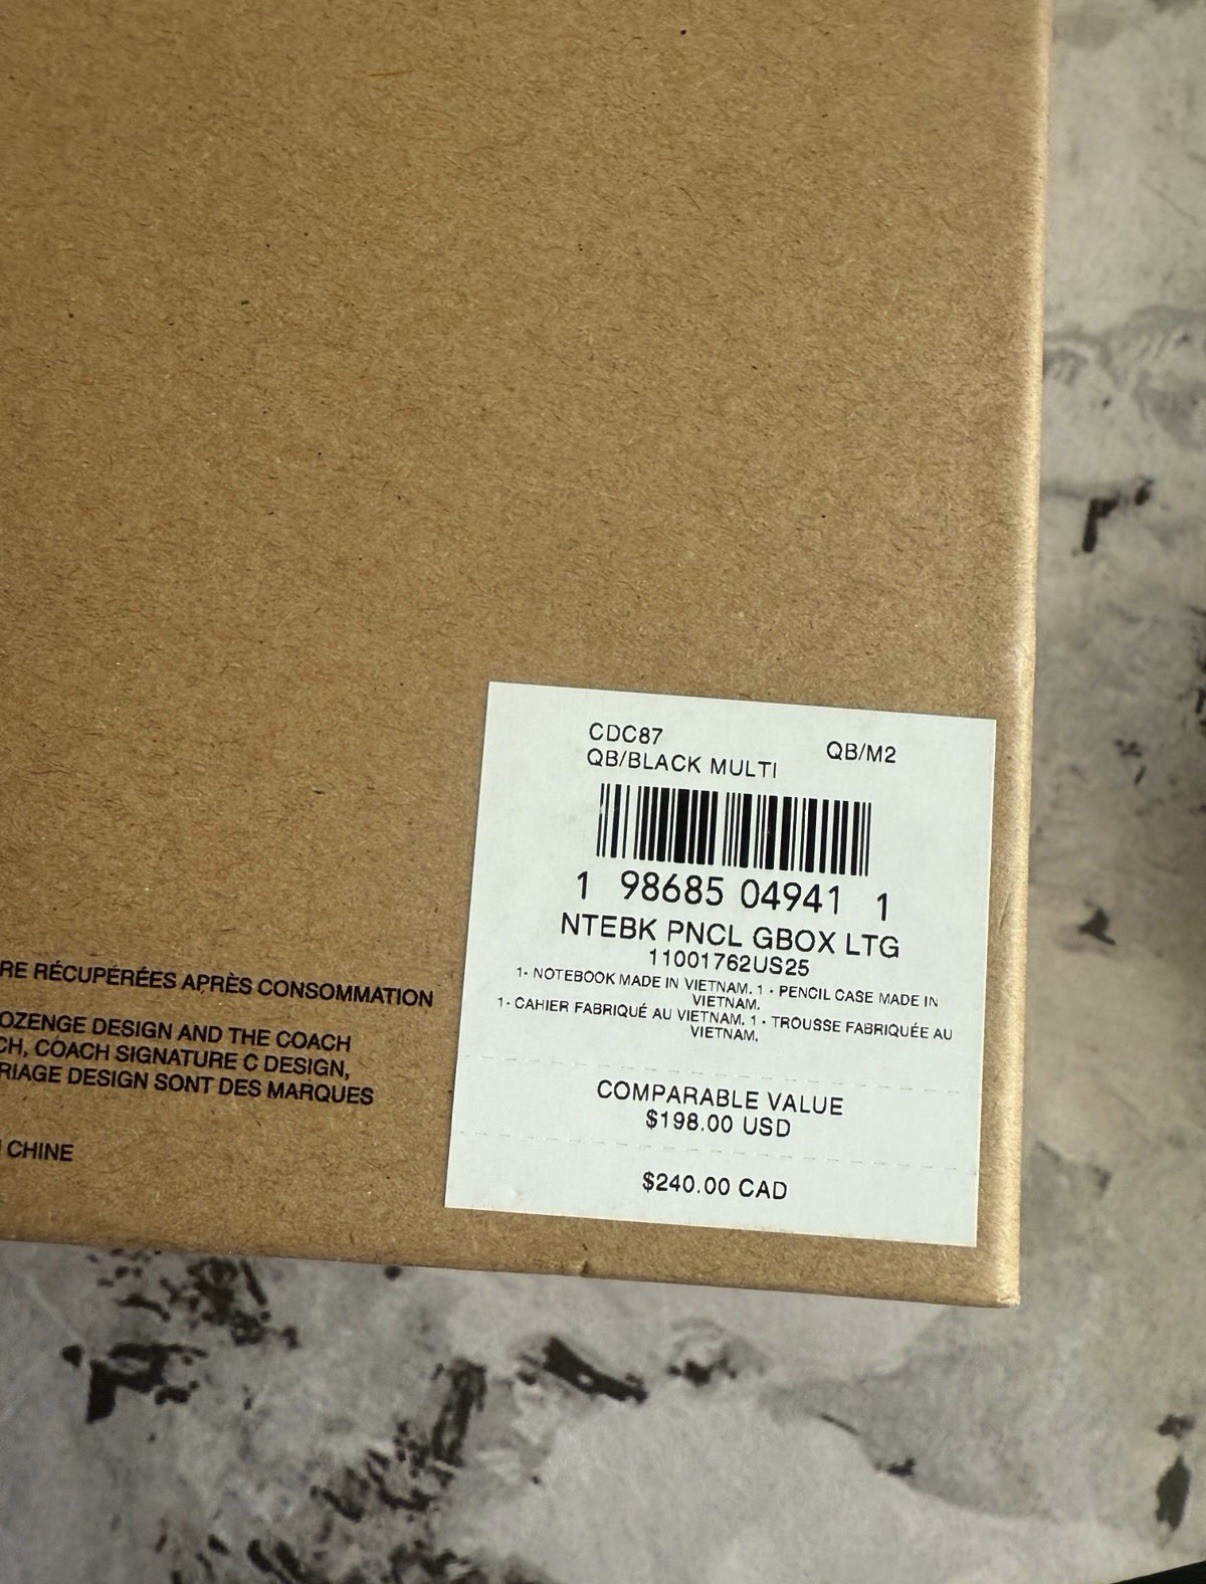 CDC87 QB/M2
QB/BLACK MULTI
1 98685 04941 1
NTEBK PNCL GBOX LTG
11001762US25
1- NOTEBOOK MADE IN VIETNAM. 1 - PENCIL CASE MADE IN
VIETNAM.
1- CAHIER FABRIQUÉ AU VIETNAM. 1 - TROUSSE FABRIQUÉE AU
VIETNAM.
COMPARABLE VALUE
$198.00 USD
$240.00 CAD
RE RÉCUPÉRÉES APRÈS CONSOMMATION
OZENGE DESIGN AND THE COACH
CH, COACH SIGNATURE C DESIGN,
RIAGE DESIGN SONT DES MARQUES
CHINE